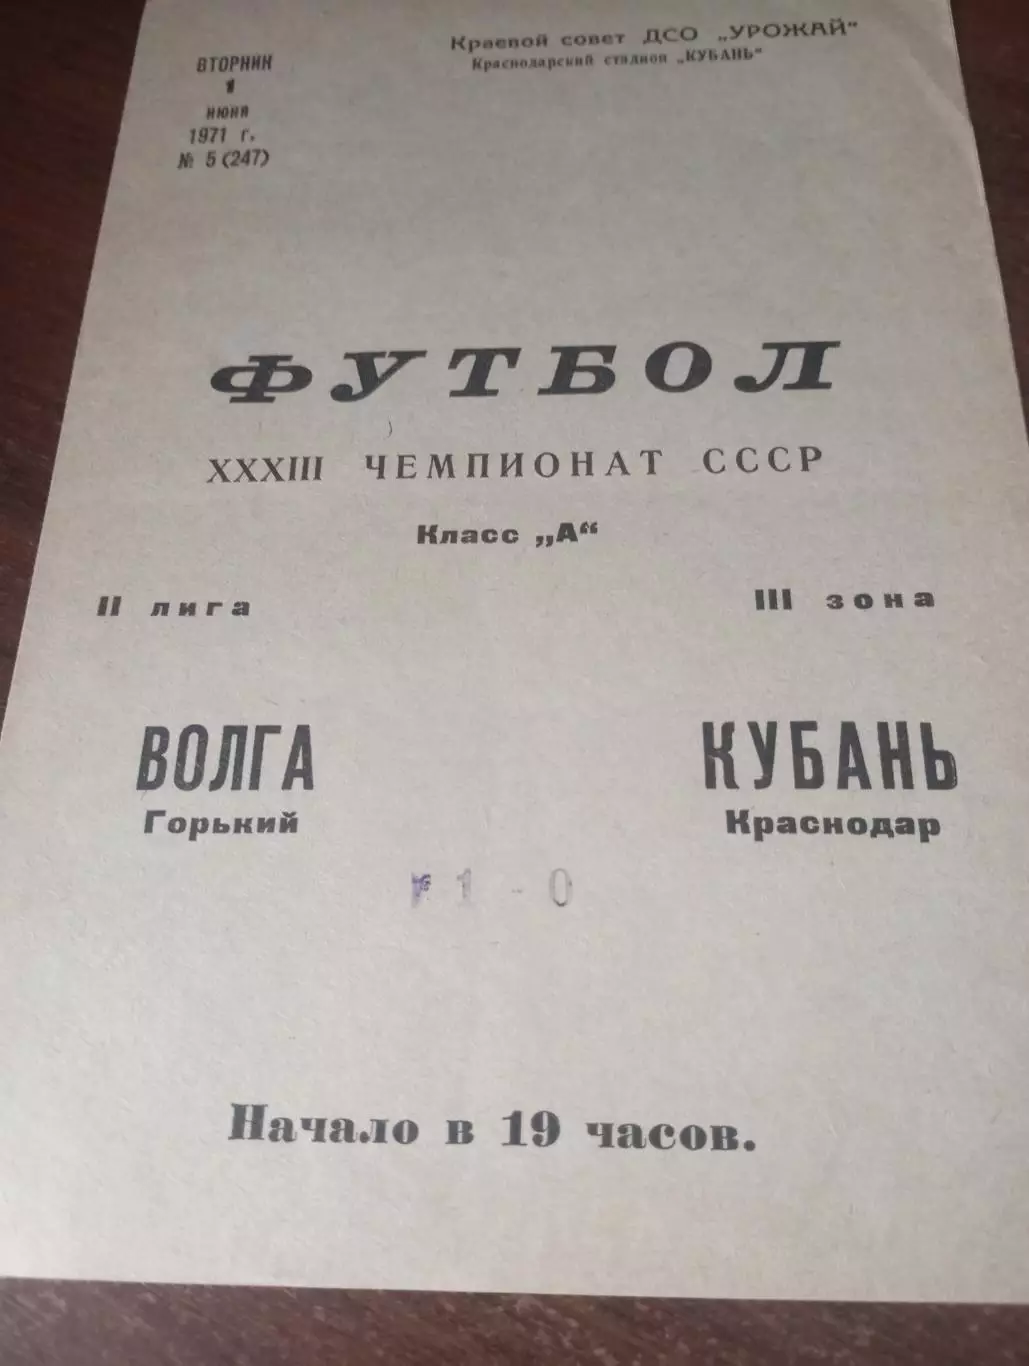 Краевой совет ДСО „УРОЖАЙ“
Краснодарский стадион „КУБАНЬ“
ВТОРНИК
1
июня
1971 г.
№ 5 (247)
ФУТБОЛ
XXXIII ЧЕМПИОНАТ СССР
Класс „А“
II лига
III зона
ВОЛГА
Горький
КУБАНЬ
Краснодар
1 - 0
Начало в 19 часов.